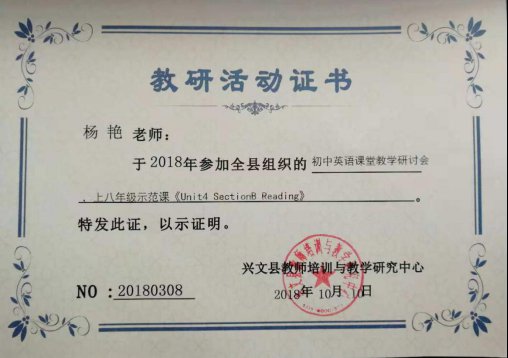 教研活动证书
杨艳 老师：
于2018年参加全县组织的 初中英语课堂教学研讨会
，上八年级示范课《Unit4 SectionB Reading》。
特发此证，以示证明。
兴文县教师培训与教学研究中心
NO：20180308
2018年 10月 10日